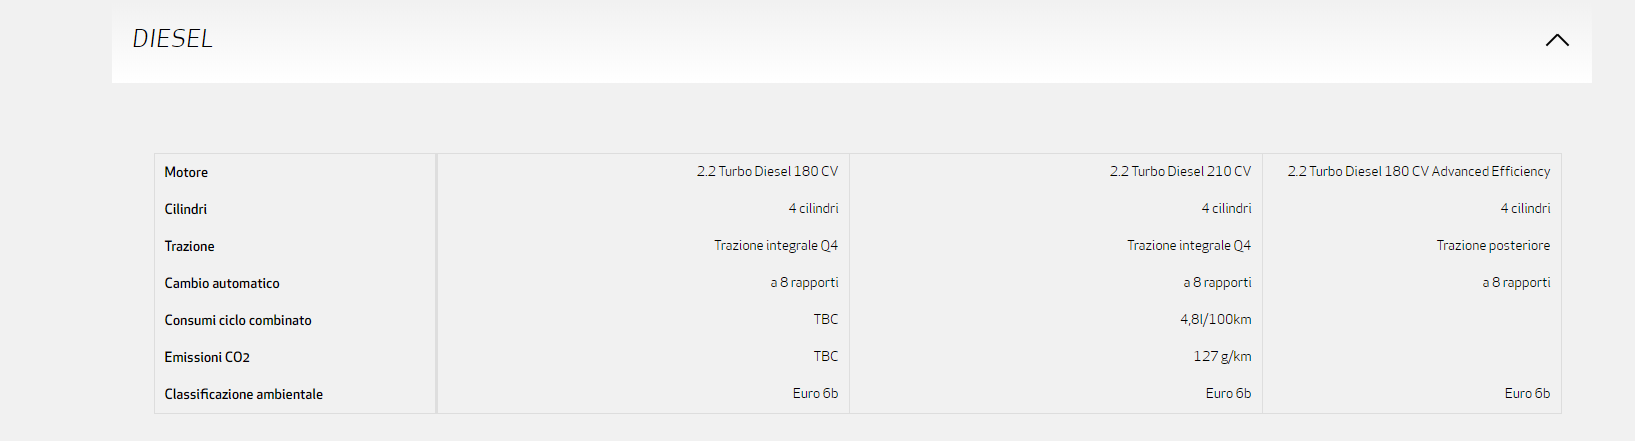 DIESEL
Motore 2.2 Turbo Diesel 180 CV 2.2 Turbo Diesel 210 CV 2.2 Turbo Diesel 180 CV Advanced Efficiency
Cilindri 4 cilindri 4 cilindri 4 cilindri
Trazione Trazione integrale Q4 Trazione integrale Q4 Trazione posteriore
Cambio automatico a 8 rapporti a 8 rapporti a 8 rapporti
Consumi ciclo combinato TBC 4,8l/100km
Emissioni CO2 TBC 127 g/km
Classificazione ambientale Euro 6b Euro 6b Euro 6b